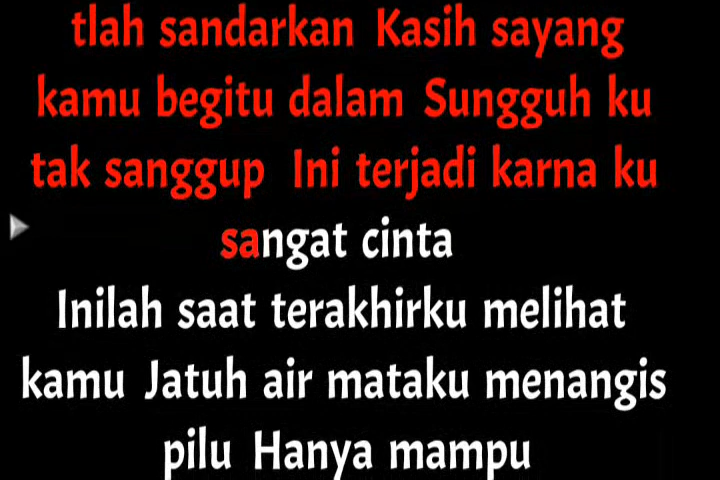 tlah sandarkan Kasih sayang
kamu begitu dalam Sungguh ku
tak sanggup Ini terjadi karna ku
sangat cinta
Inilah saat terakhirku melihat
kamu Jatuh air mataku menangis
pilu Hanya mampu